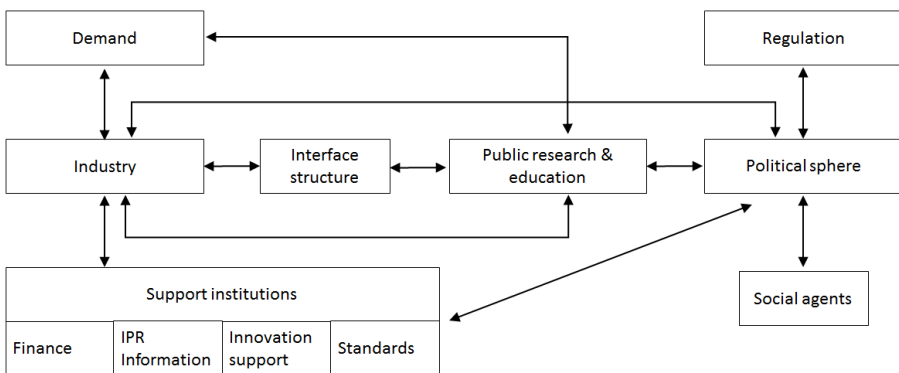 Demand
Regulation
Industry
Interface
structure
Public research &
education
Political sphere
Support institutions
Social agents
Finance
IPR
Information
Innovation
support
Standards